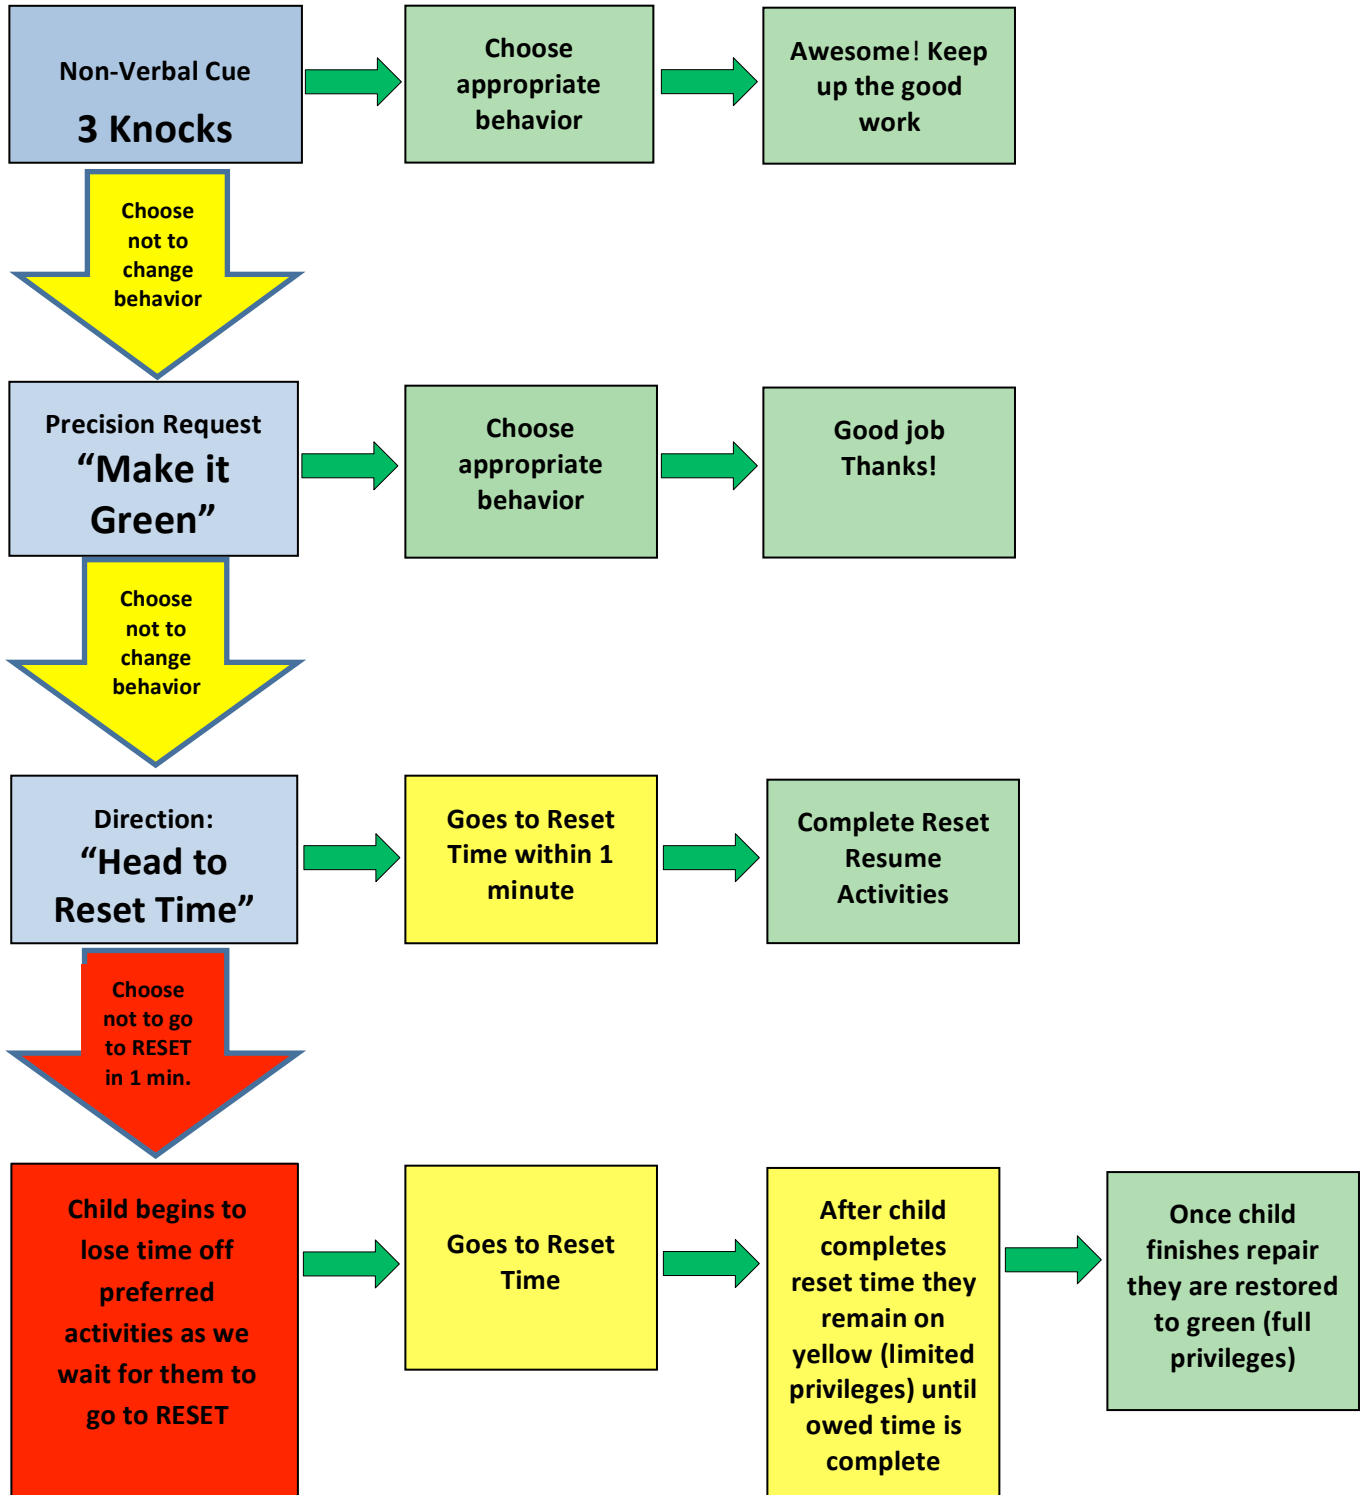 Non-Verbal Cue
3 Knocks
Choose
appropriate
behavior
Awesome! Keep
up the good
work
Choose
not to
change
behavior
Precision Request
“Make it
Green”
Choose
appropriate
behavior
Good job
Thanks!
Choose
not to
change
behavior
Direction:
“Head to
Reset Time”
Goes to Reset
Time within 1
minute
Complete Reset
Resume
Activities
Choose
not to go
to RESET
in 1 min.
Child begins to
lose time off
preferred
activities as we
wait for them to
go to RESET
Goes to Reset
Time
After child
completes
reset time they
remain on
yellow (limited
privileges) until
owed time is
complete
Once child
finishes repair
they are restored
to green (full
privileges)